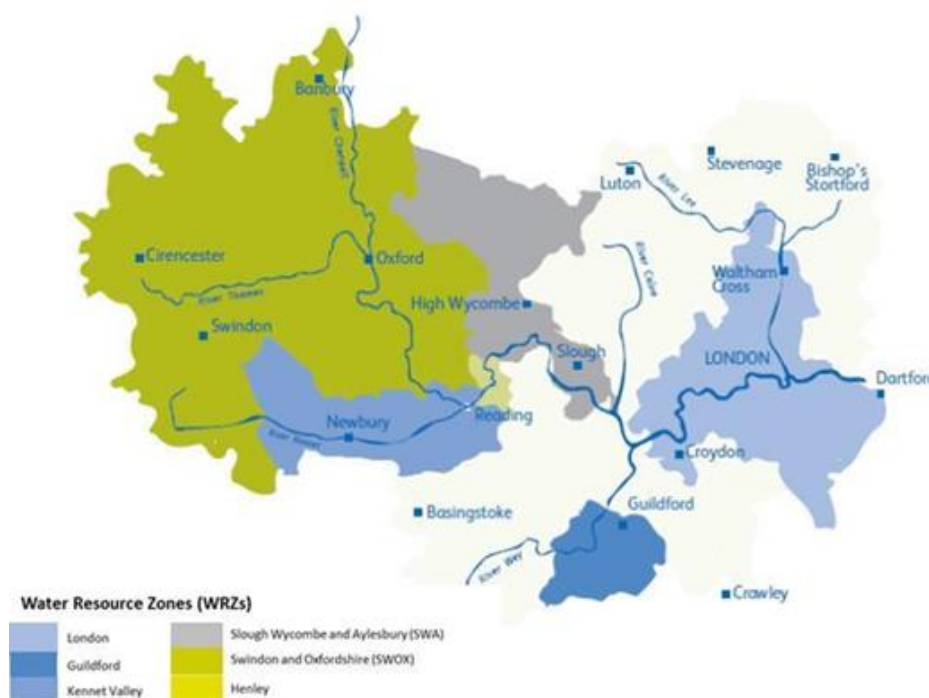 Banbury
River Cherwell
Stevenage
Bishop's
Stortford
Luton
River Lee
Cirencester
Oxford
River Thames
River Colne
Waltham
Cross
High Wycombe
Swindon
Slough
LONDON
Dartford
Reading
Newbury
River Kennet
Croydon
Basingstoke
Guildford
River Wey
Crawley
Water Resource Zones (WRZs)
London
Guildford
Kennet Valley
Slough Wycombe and Aylesbury (SWA)
Swindon and Oxfordshire (SWOX)
Henley